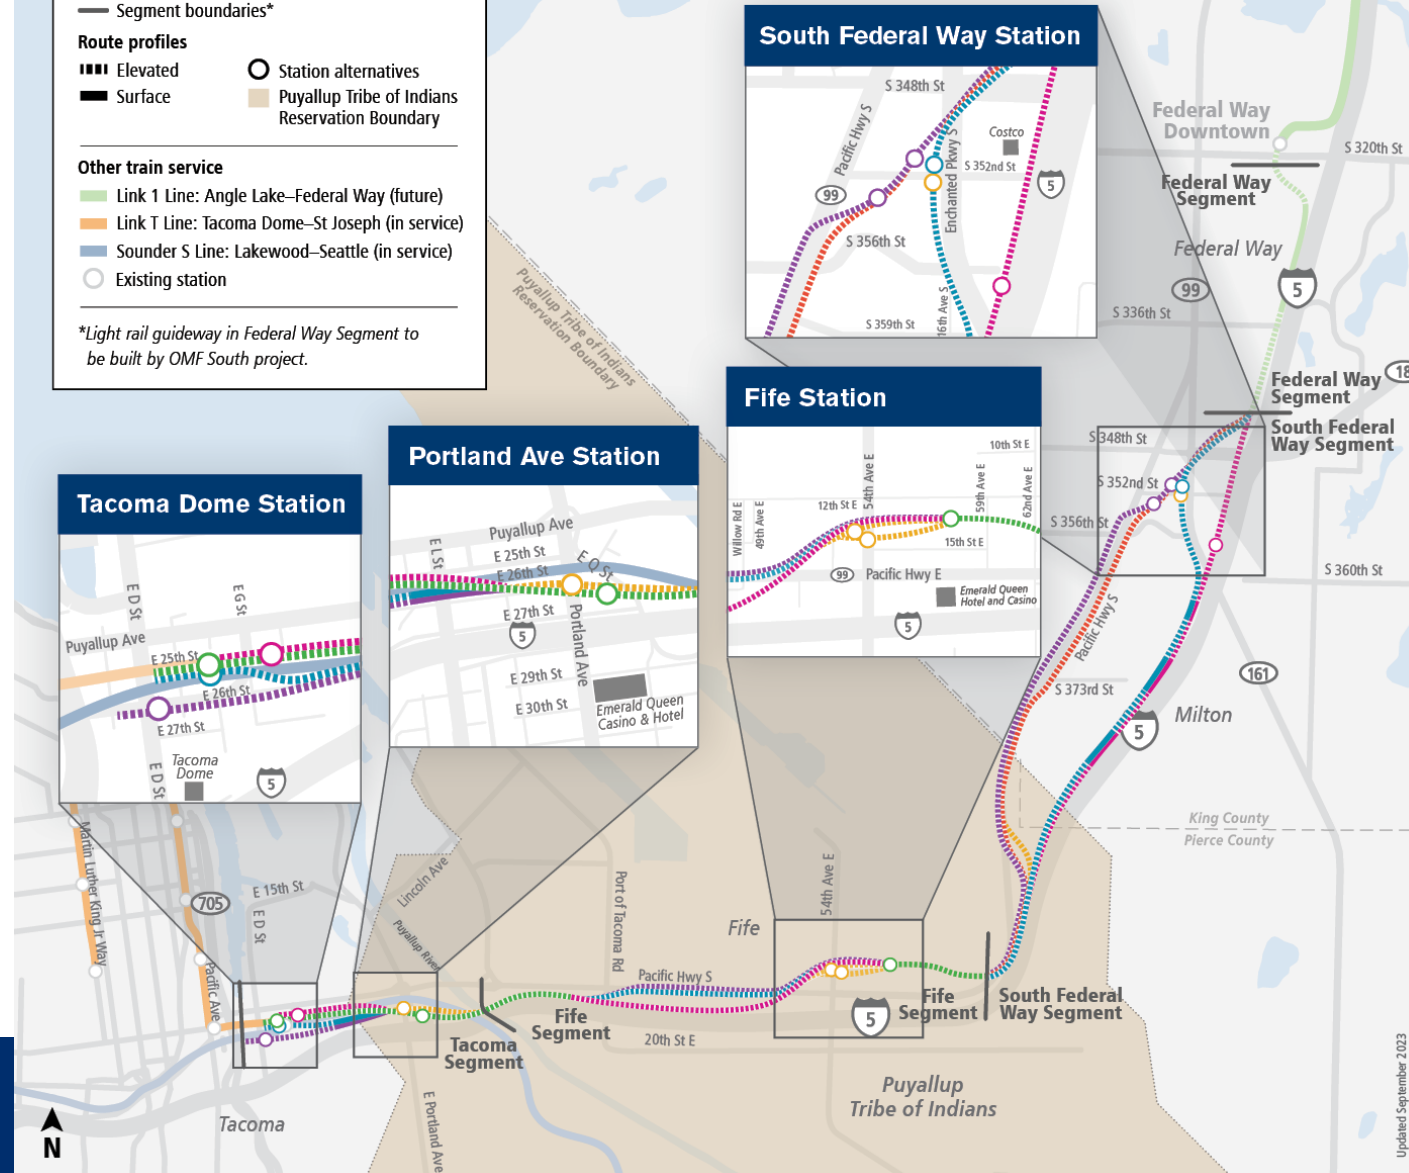 Segment boundaries*
Route profiles
Elevated
Surface
Station alternatives
Puyallup Tribe of Indians
Reservation Boundary
Other train service
Link 1 Line: Angle Lake–Federal Way (future)
Link T Line: Tacoma Dome–St Joseph (in service)
Sounder S Line: Lakewood–Seattle (in service)
Existing station
*Light rail guideway in Federal Way Segment to
be built by OMF South project.
South Federal Way Station
S 348th St
Pacific Hwy S
Costco
Enchanted Pkwy S
S 352nd St
99
5
S 356th St
16th Ave S
S 359th St
Federal Way
Downtown
S 320th St
Federal Way
Segment
Federal Way
99
5
S 336th St
Federal Way
Segment
18
South Federal
Way Segment
S 348th St
S 352nd St
S 356th St
S 360th St
Pacific Hwy S
161
S 373rd St
Milton
5
King County
Pierce County
Puyallup Tribe of Indians
Reservation Boundary
Fife Station
10th St E
54th Ave E
59th Ave E
62nd Ave E
Willow Rd E
49th Ave E
12th St E
15th St E
99
Pacific Hwy E
Emerald Queen
Hotel and Casino
5
Portland Ave Station
Puyallup Ave
E L St
E 25th St
E 26th St
E Q St
E 27th St
5
Portland Ave
E 29th St
E 30th St
Emerald Queen
Casino & Hotel
Tacoma Dome Station
E D St
E G St
Puyallup Ave
E 25th St
E 26th St
E 27th St
Tacoma
Dome
E D St
5
Martin Luther King Jr Way
705
E 15th St
E D St
Pacific Ave
Lincoln Ave
Puyallup River
Port of Tacoma Rd
54th Ave E
Fife
Pacific Hwy S
Fife
Segment
Tacoma
Segment
20th St E
5
Fife
Segment
South Federal
Way Segment
Puyallup
Tribe of Indians
E Portland Ave
Tacoma
N
Updated September 2023